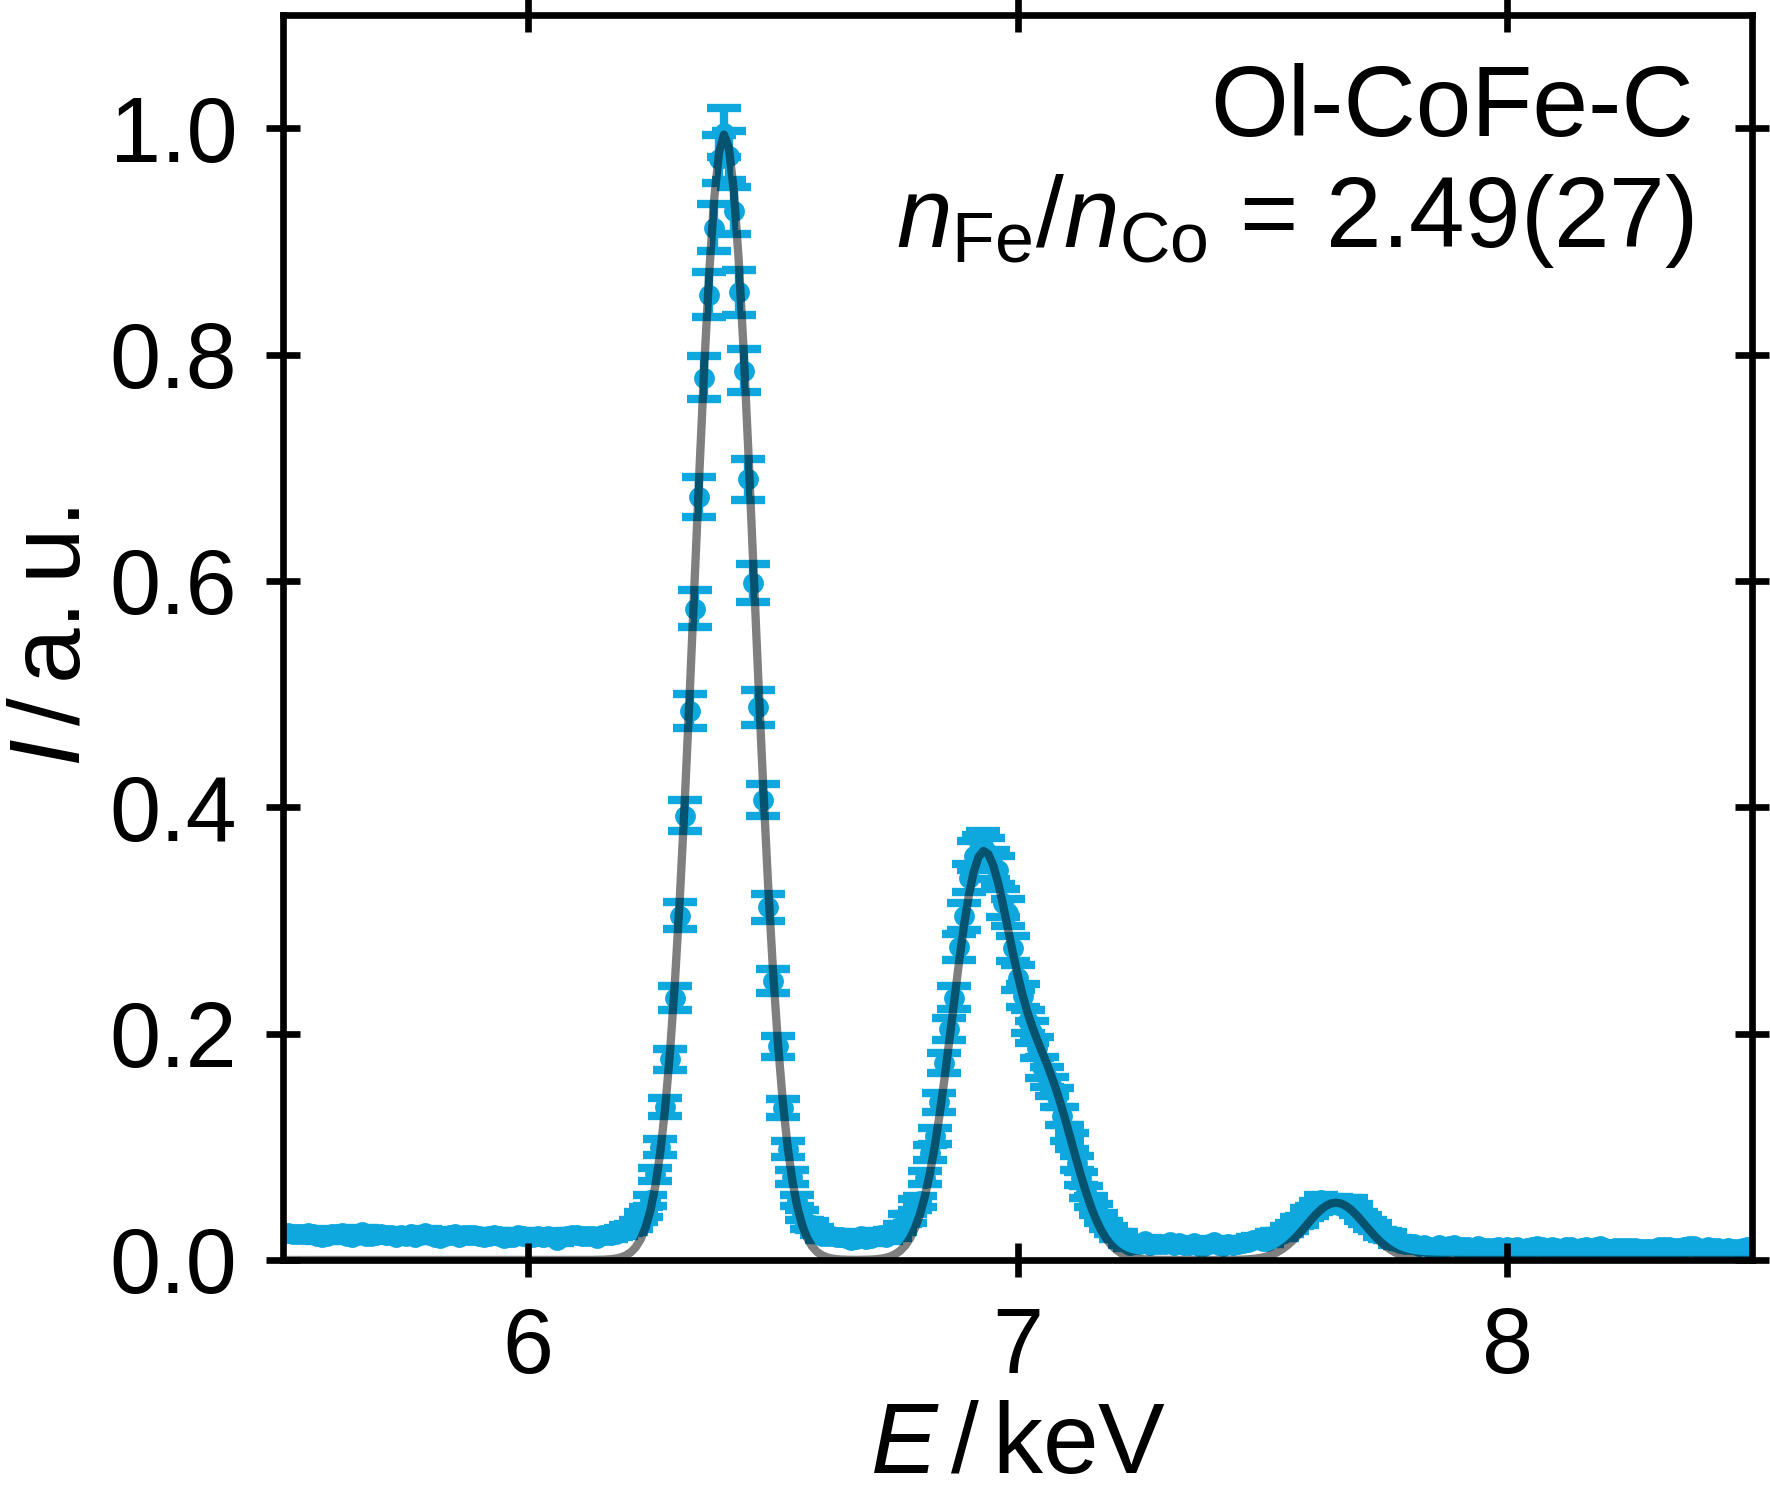 Ol-CoFe-C
nFe/nCo = 2.49(27)
1.0
0.8
0.6
0.4
0.2
0.0
I / a. u.
6 7 8
E / keV